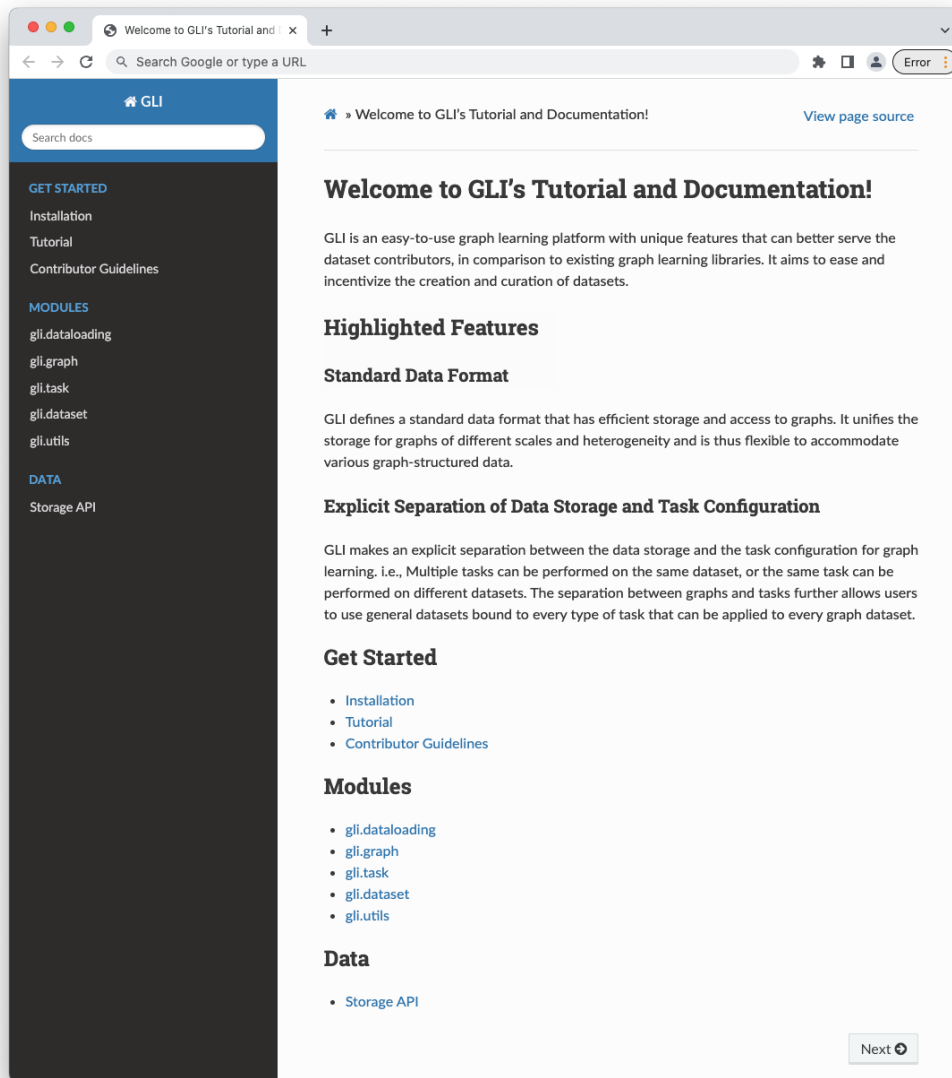 Welcome to GLI's Tutorial and
Search Google or type a URL
Error
GLI
Search docs
GET STARTED
Installation
Tutorial
Contributor Guidelines
MODULES
gli.dataloading
gli.graph
gli.task
gli.dataset
gli.utils
DATA
Storage API
» Welcome to GLI's Tutorial and Documentation!
View page source
Welcome to GLI's Tutorial and Documentation!
GLI is an easy-to-use graph learning platform with unique features that can better serve the
dataset contributors, in comparison to existing graph learning libraries. It aims to ease and
incentivize the creation and curation of datasets.
Highlighted Features
Standard Data Format
GLI defines a standard data format that has efficient storage and access to graphs. It unifies the
storage for graphs of different scales and heterogeneity and is thus flexible to accommodate
various graph-structured data.
Explicit Separation of Data Storage and Task Configuration
GLI makes an explicit separation between the data storage and the task configuration for graph
learning. i.e., Multiple tasks can be performed on the same dataset, or the same task can be
performed on different datasets. The separation between graphs and tasks further allows users
to use general datasets bound to every type of task that can be applied to every graph dataset.
Get Started
• Installation
• Tutorial
• Contributor Guidelines
Modules
• gli.dataloading
• gli.graph
• gli.task
• gli.dataset
• gli.utils
Data
• Storage API
Next